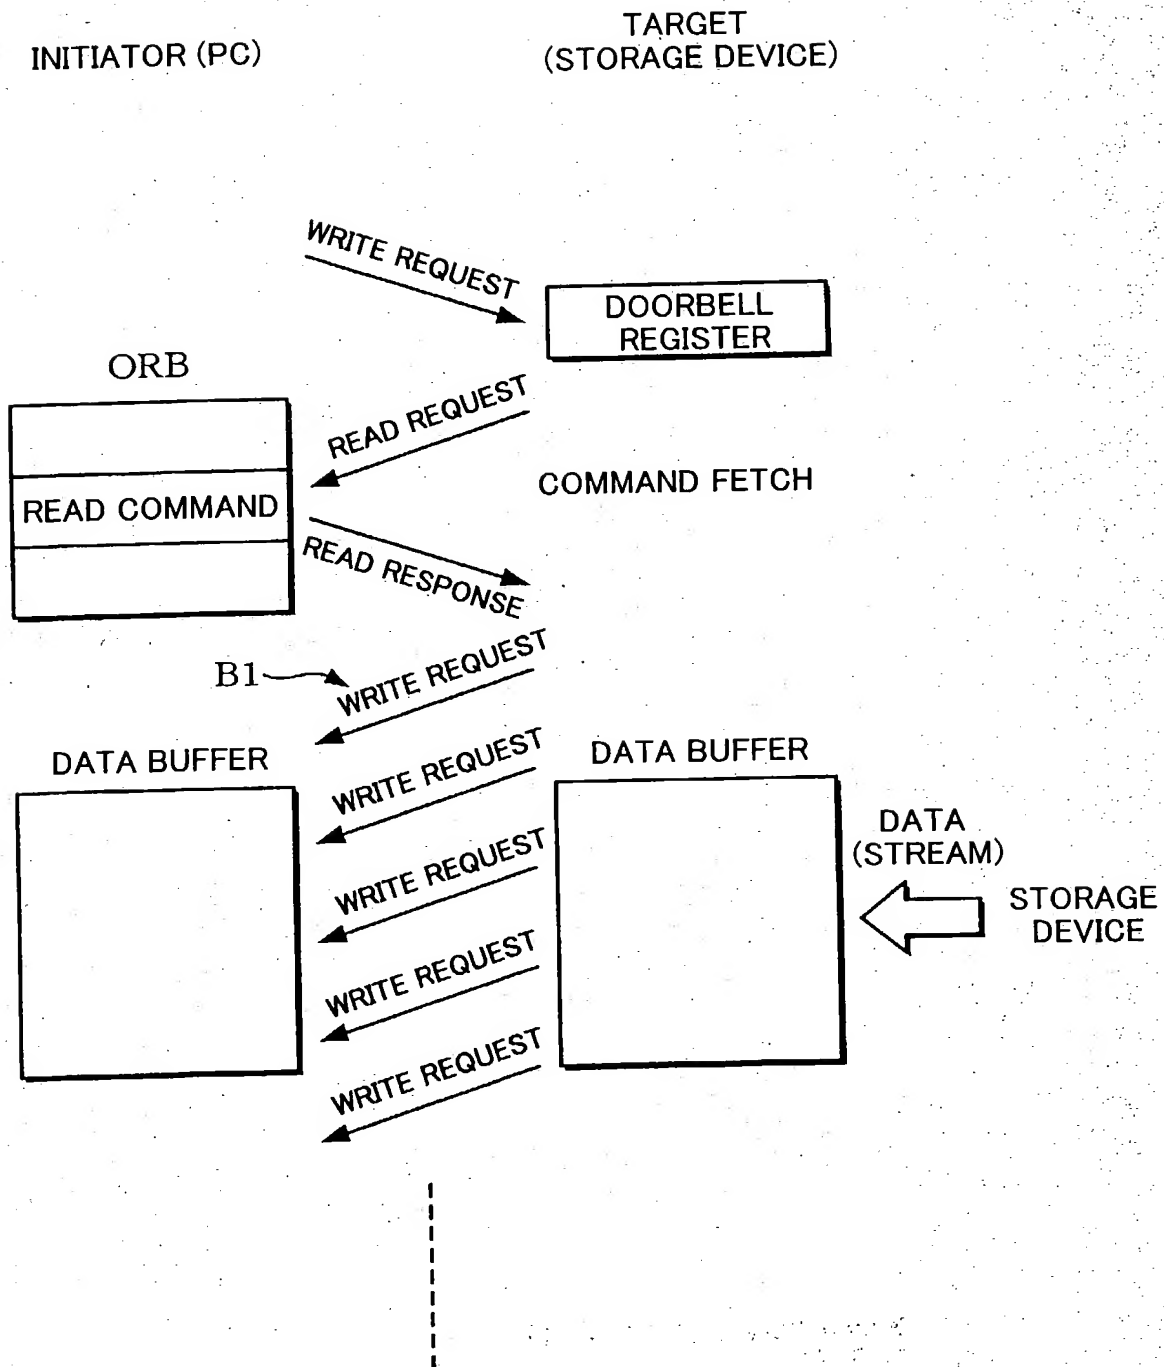 INITIATOR (PC)
TARGET
(STORAGE DEVICE)
WRITE REQUEST
DOORBELL
REGISTER
ORB
READ REQUEST
READ COMMAND
COMMAND FETCH
READ RESPONSE
B1
WRITE REQUEST
DATA BUFFER
WRITE REQUEST
DATA BUFFER
WRITE REQUEST
DATA
(STREAM)
STORAGE
DEVICE
WRITE REQUEST
WRITE REQUEST